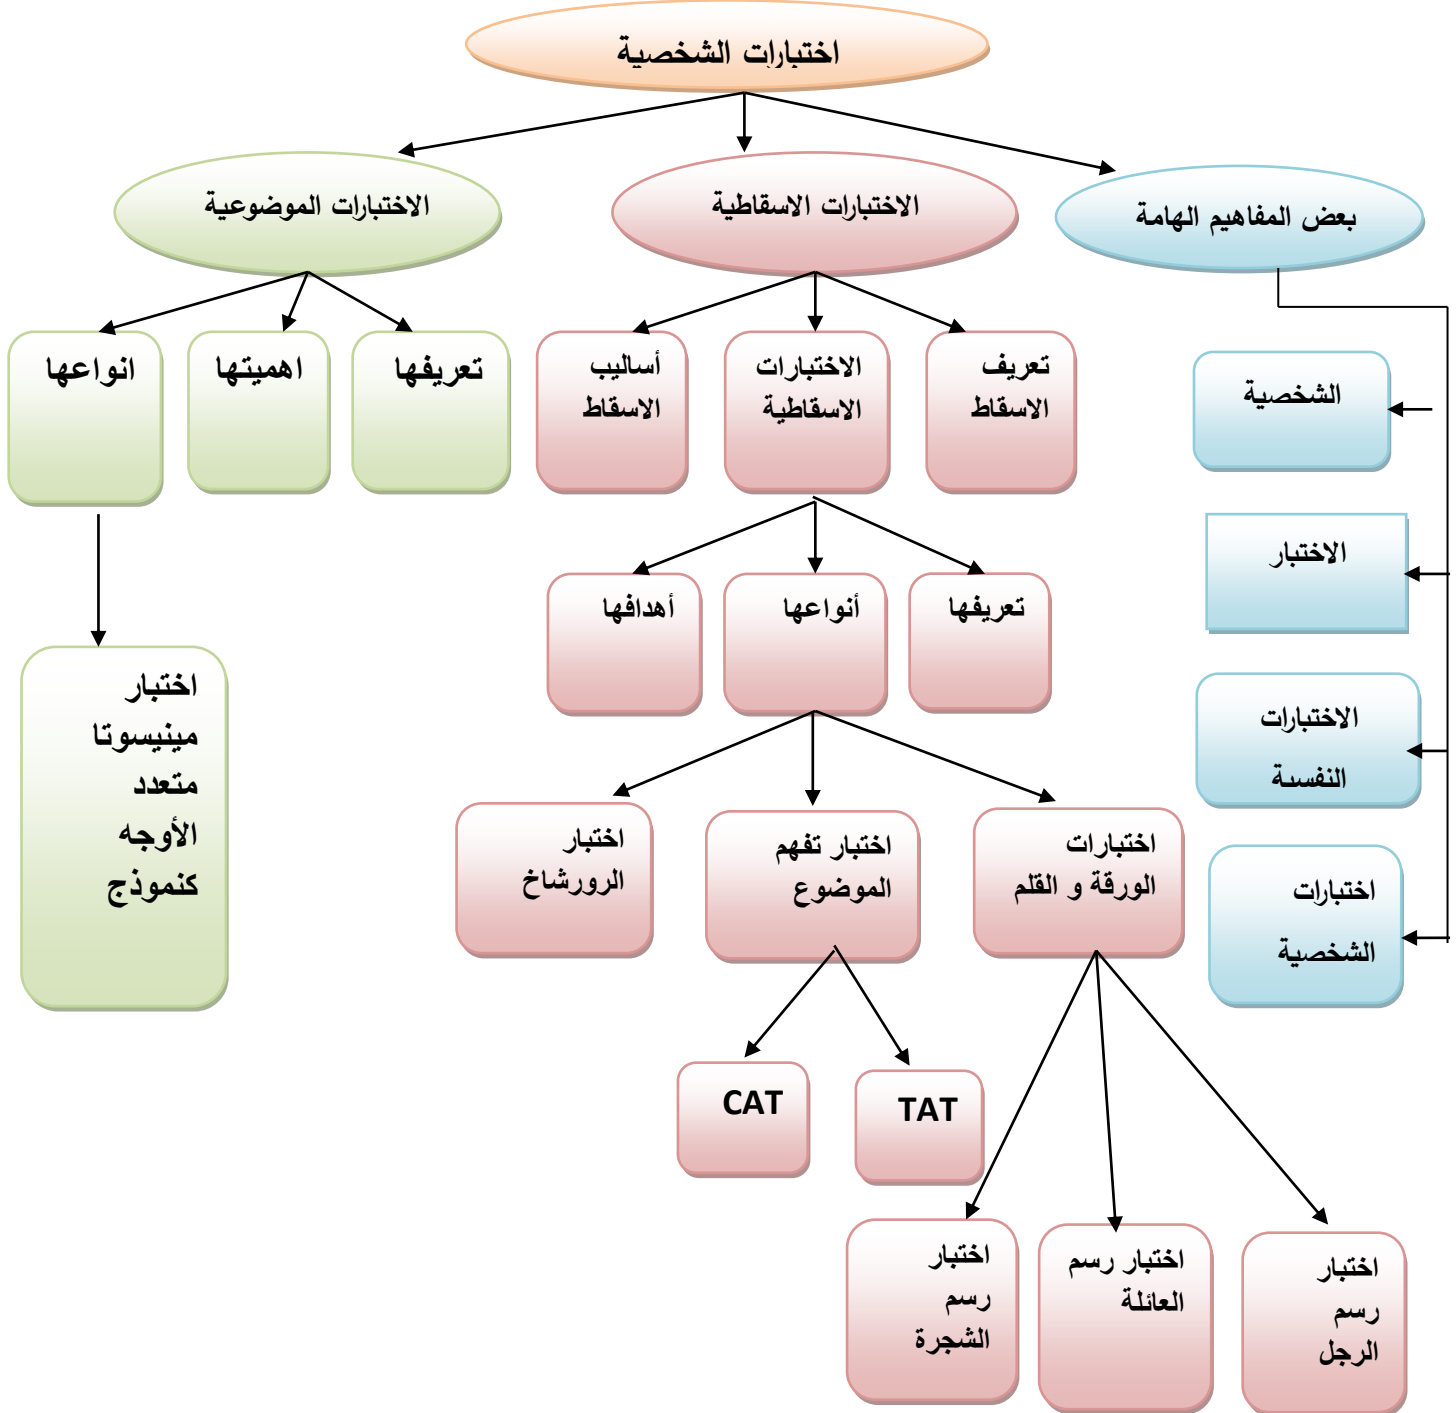 اختبارات الشخصية
بعض المفاهيم الهامة
الاختبارات الاسقاطية
الاختبارات الموضوعية
الشخصية
الاختبار
الاختبارات
النفسية
اختبارات
الشخصية
تعريف
الاسقاط
الاختبارات
الاسقاطية
أساليب
الاسقاط
تعريفها
اهميتها
انواعها
تعريفها
أنواعها
أهدافها
اختبار
مينيسوتا
متعدد
الأوجه
كنموذج
اختبارات
الورقة و القلم
اختبار تفهم
الموضوع
اختبار
الرورشاخ
TAT
CAT
اختبار
رسم
الرجل
اختبار رسم
العائلة
اختبار
رسم
الشجرة